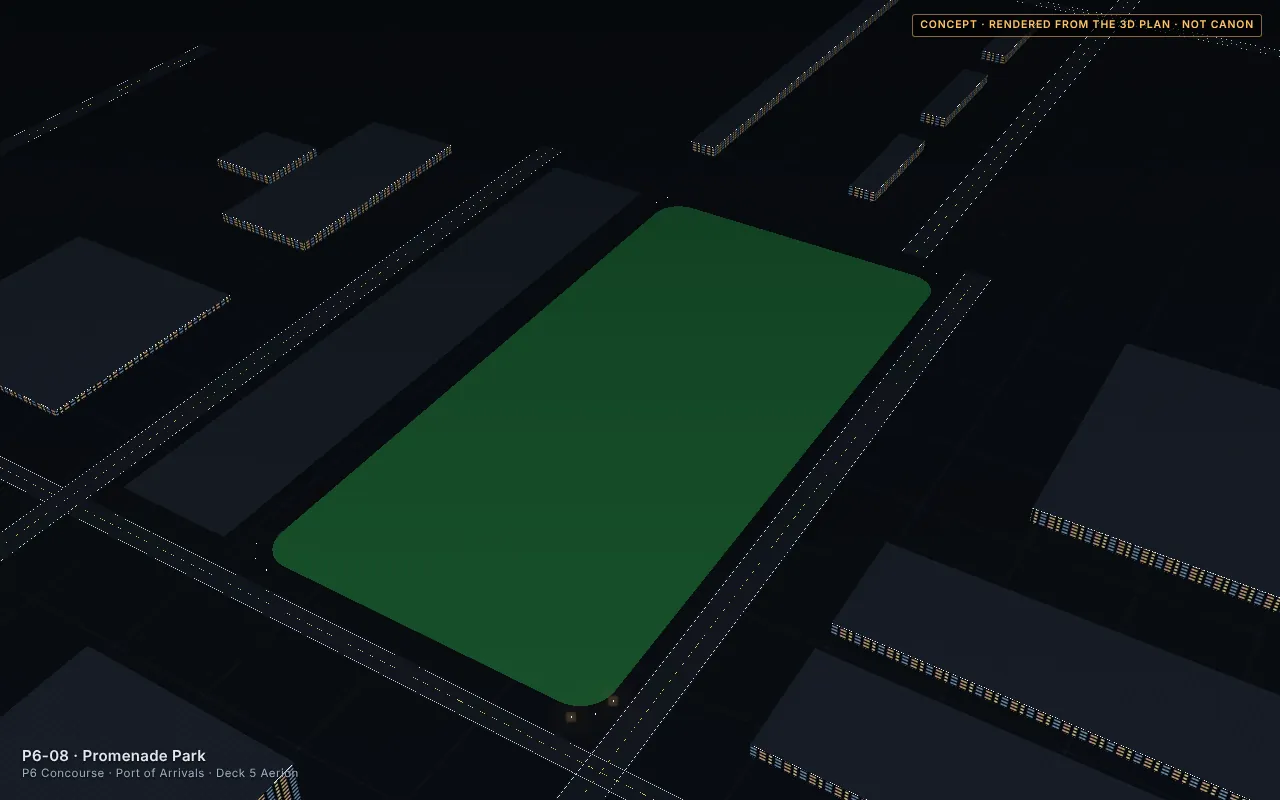 CONCEPT · RENDERED FROM THE 3D PLAN · NOT CANON
P6-08 · Promenade Park
P6 Concourse · Port of Arrivals · Deck 5 Aerion